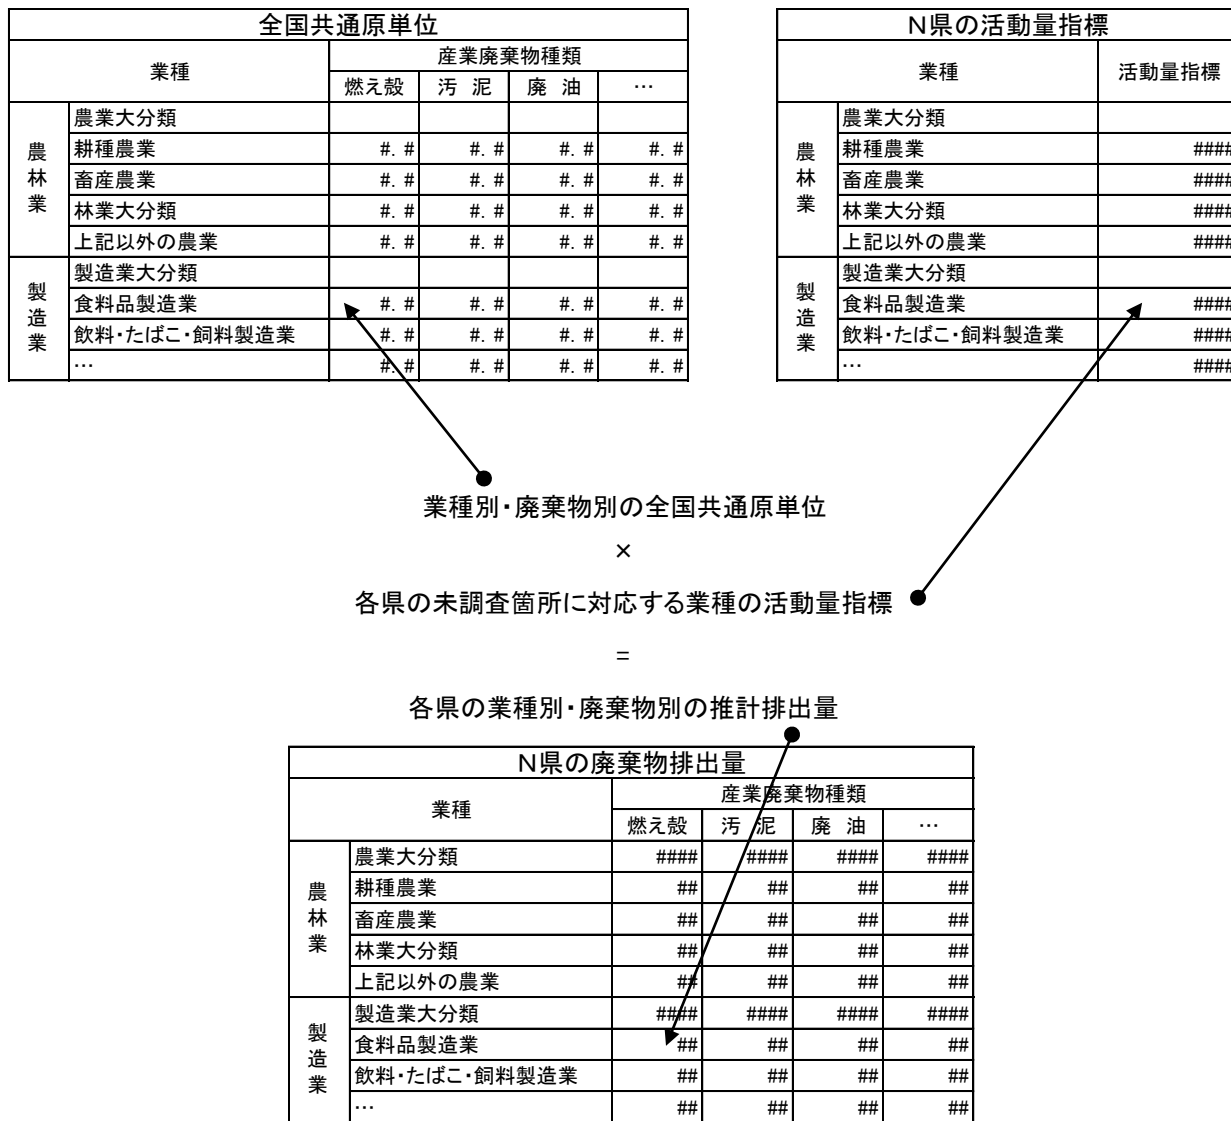 全国共通原単位
業種 産業廃棄物種類
燃え殻 汚 泥 廃 油 …
農林業
農業大分類
耕種農業 #. # #. # #. # #. #
畜産農業 #. # #. # #. # #. #
林業大分類 #. # #. # #. # #. #
上記以外の農業 #. # #. # #. # #. #
製造業
製造業大分類
食料品製造業 #. # #. # #. # #. #
飲料・たばこ・飼料製造業 #. # #. # #. # #. #
… #. # #. # #. # #. #
N県の活動量指標
業種 活動量指標
農林業
農業大分類
耕種農業 ####
畜産農業 ####
林業大分類 ####
上記以外の農業 ####
製造業
製造業大分類
食料品製造業 ####
飲料・たばこ・飼料製造業 ####
… ####
業種別・廃棄物別の全国共通原単位
×
各県の未調査箇所に対応する業種の活動量指標
=
各県の業種別・廃棄物別の推計排出量
N県の廃棄物排出量
業種 産業廃棄物種類
燃え殻 汚 泥 廃 油 …
農林業
農業大分類 #### #### #### ####
耕種農業 ## ## ## ##
畜産農業 ## ## ## ##
林業大分類 ## ## ## ##
上記以外の農業 ## ## ## ##
製造業
製造業大分類 #### #### #### ####
食料品製造業 ## ## ## ##
飲料・たばこ・飼料製造業 ## ## ## ##
… ## ## ## ##